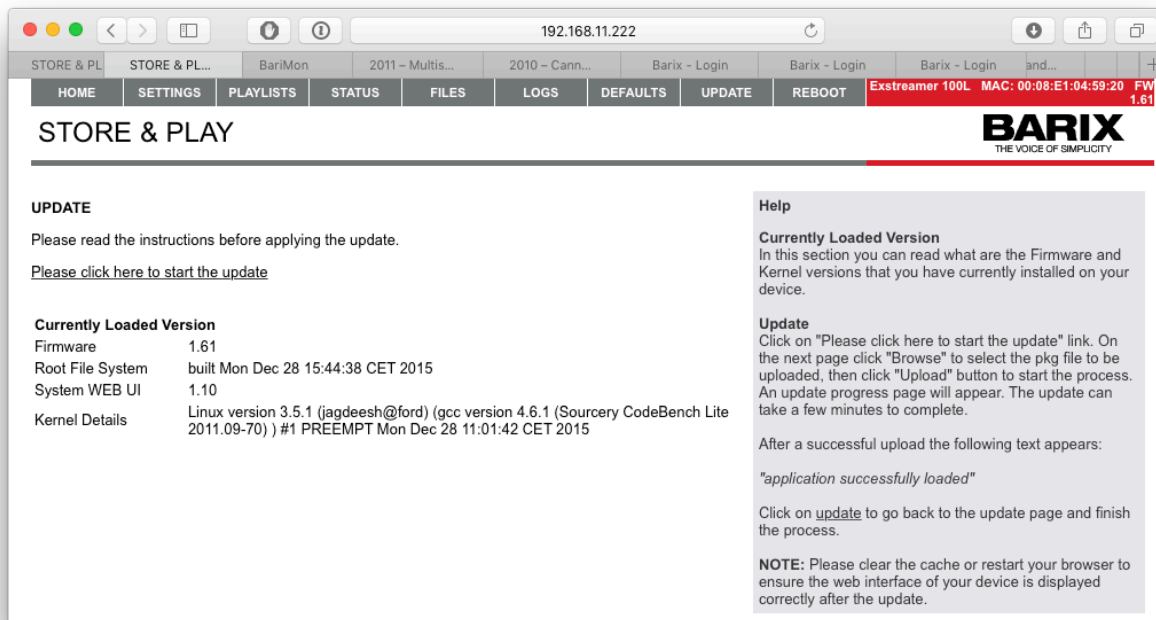 192.168.11.222
STORE & PL
STORE & PL...
BariMon
2011 – Multis...
2010 – Cann...
Barix - Login
Barix - Login
Barix - Login
and...
HOME
SETTINGS
PLAYLISTS
STATUS
FILES
LOGS
DEFAULTS
UPDATE
REBOOT
Exstreamer 100L MAC: 00:08:E1:04:59:20 FW
1.61
STORE & PLAY
BARIX
THE VOICE OF SIMPLICITY
UPDATE
Please read the instructions before applying the update.
Please click here to start the update
Currently Loaded Version
Firmware 1.61
Root File System built Mon Dec 28 15:44:38 CET 2015
System WEB UI 1.10
Kernel Details Linux version 3.5.1 (jagdeesh@ford) (gcc version 4.6.1 (Sourcery CodeBench Lite
2011.09-70) ) #1 PREEMPT Mon Dec 28 11:01:42 CET 2015
Help
Currently Loaded Version
In this section you can read what are the Firmware and
Kernel versions that you have currently installed on your
device.
Update
Click on "Please click here to start the update" link. On
the next page click "Browse" to select the pkg file to be
uploaded, then click "Upload" button to start the process.
An update progress page will appear. The update can
take a few minutes to complete.
After a successful upload the following text appears:
"application successfully loaded"
Click on update to go back to the update page and finish
the process.
NOTE: Please clear the cache or restart your browser to
ensure the web interface of your device is displayed
correctly after the update.